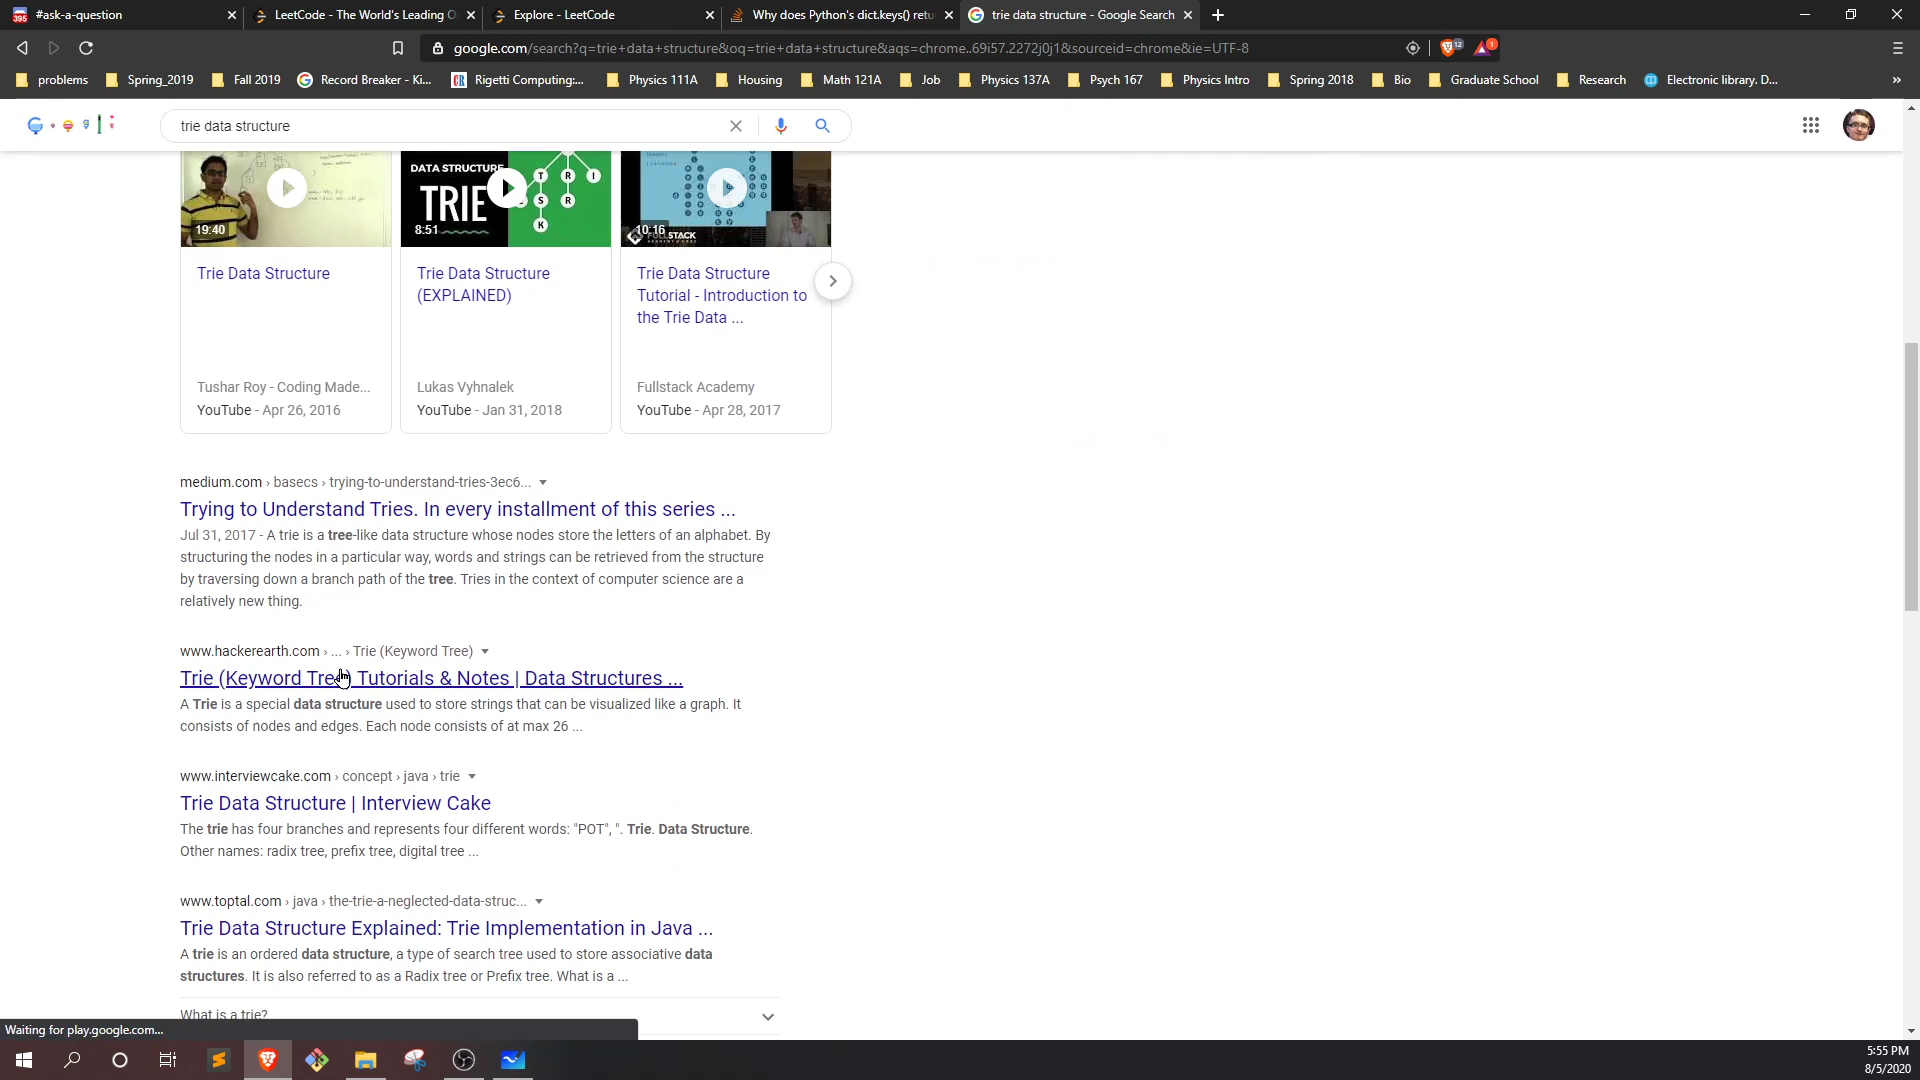 #ask-a-question
LeetCode - The World's Leading O
Explore - LeetCode
Why does Python's dict.keys() retu
trie data structure - Google Search
google.com/search?q=trie+data+structure&oq=trie+data+structure&aqs=chrome..69i57.2272j0j1&sourceid=chrome&ie=UTF-8
12
1
problems
Spring_2019
Fall 2019
Record Breaker - Ki...
Rigetti Computing:...
Physics 111A
Housing
Math 121A
Job
Physics 137A
Psych 167
Physics Intro
Spring 2018
Bio
Graduate School
Research
Electronic library. D...
trie data structure
19:40
DATA STRUCTURE
TRIE
8:51
T R I
S R
K
10:16
STACK
Trie Data Structure
Trie Data Structure
(EXPLAINED)
Trie Data Structure
Tutorial - Introduction to
the Trie Data ...
Tushar Roy - Coding Made...
YouTube - Apr 26, 2016
Lukas Vyhnalek
YouTube - Jan 31, 2018
Fullstack Academy
YouTube - Apr 28, 2017
medium.com › basecs › trying-to-understand-tries-3ec6...
Trying to Understand Tries. In every installment of this series ...
Jul 31, 2017 - A trie is a tree-like data structure whose nodes store the letters of an alphabet. By
structuring the nodes in a particular way, words and strings can be retrieved from the structure
by traversing down a branch path of the tree. Tries in the context of computer science are a
relatively new thing.
www.hackerearth.com › ... › Trie (Keyword Tree)
Trie (Keyword Tree) Tutorials & Notes | Data Structures ...
A Trie is a special data structure used to store strings that can be visualized like a graph. It
consists of nodes and edges. Each node consists of at max 26 ...
www.interviewcake.com › concept › java › trie
Trie Data Structure | Interview Cake
The trie has four branches and represents four different words: "POT", ". Trie. Data Structure.
Other names: radix tree, prefix tree, digital tree ...
www.toptal.com › java › the-trie-a-neglected-data-struc...
Trie Data Structure Explained: Trie Implementation in Java ...
A trie is an ordered data structure, a type of search tree used to store associative data
structures. It is also referred to as a Radix tree or Prefix tree. What is a ...
What is a trie?
Waiting for play.google.com...
5:55 PM
8/5/2020